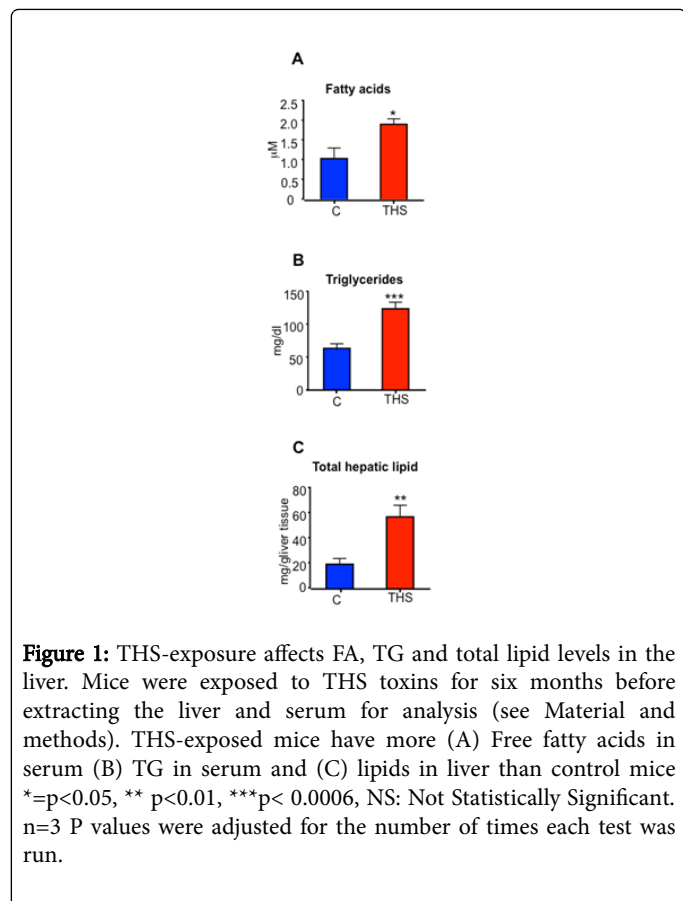 A
Fatty acids
2.5
*
2.0
1.5
μM
1.0
0.5
0
C THS
B
Triglycerides
150
***
100
mg/dl
50
0
C THS
C
Total hepatic lipid
80
**
60
mg/gliver tissue
40
20
0
C THS
Figure 1: THS-exposure affects FA, TG and total lipid levels in the
liver. Mice were exposed to THS toxins for six months before
extracting the liver and serum for analysis (see Material and
methods). THS-exposed mice have more (A) Free fatty acids in
serum (B) TG in serum and (C) lipids in liver than control mice
*=p<0.05, ** p<0.01, ***p< 0.0006, NS: Not Statistically Significant.
n=3 P values were adjusted for the number of times each test was
run.